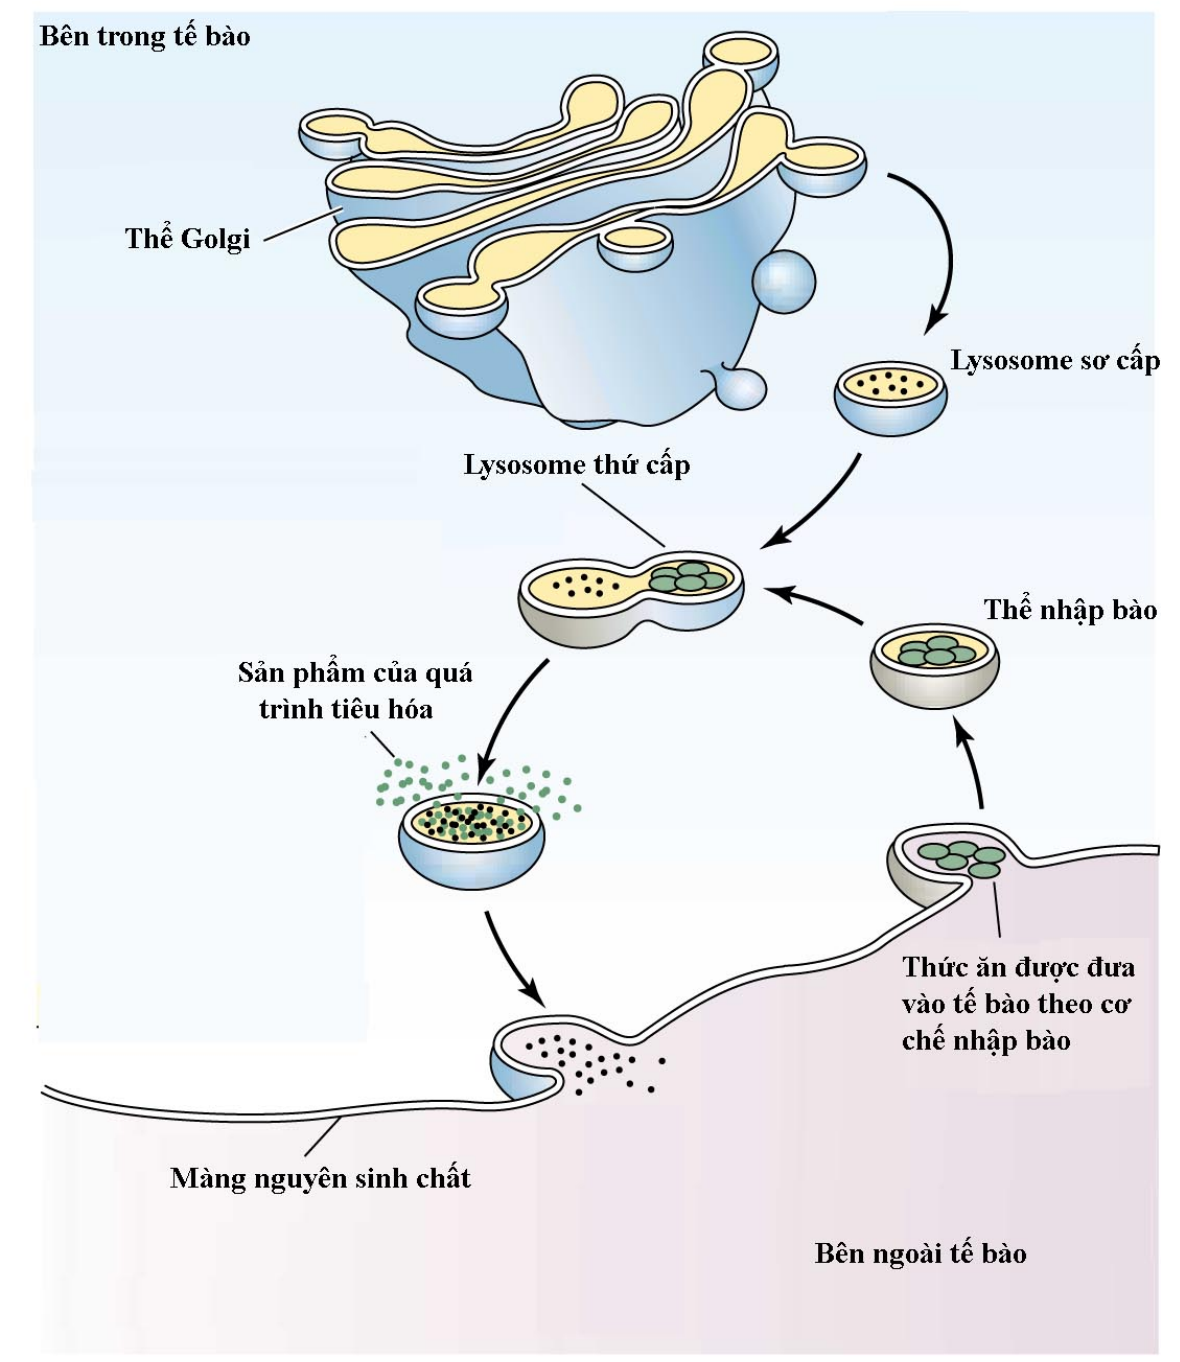 Bên trong tế bào
Thể Golgi
Lysosome sơ cấp
Lysosome thứ cấp
Thể nhập bào
Sản phẩm của quá
trình tiêu hóa
Thức ăn được đưa
vào tế bào theo cơ
chế nhập bào
Màng nguyên sinh chất
Bên ngoài tế bào